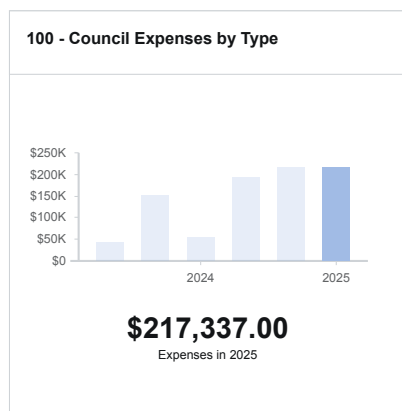 100 - Council Expenses by Type
$250K
$200K
$150K
$100K
$50K
$0
2024
2025
$217,337.00
Expenses in 2025